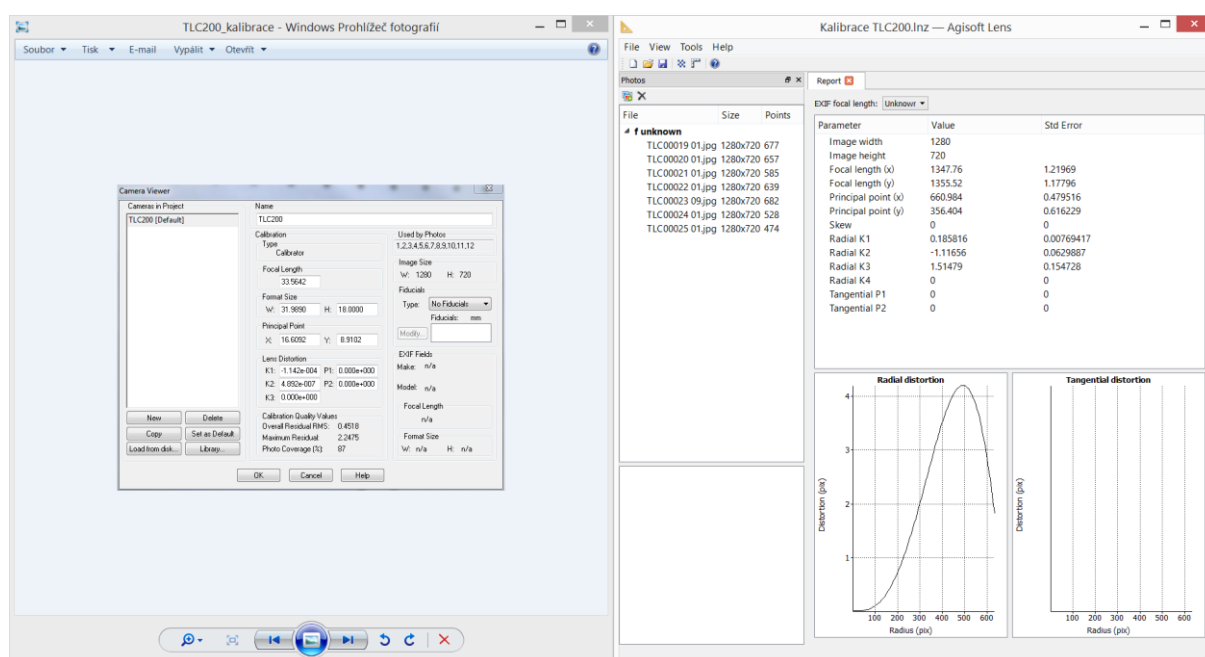 TLC200_kalibrace - Windows Prohlížeč fotografií
Soubor Tisk E-mail Vypálit Otevřít
Camera Viewer
Cameras in Project
TLC200 [Default]
New Delete
Copy Set as Default
Load from disk... Library...
Name
TLC200
Calibration
Type
Calibrator
Focal Length
33.5642
Format Size
W: 31.9890 H: 18.0000
Principal Point
X: 16.6092 Y: 8.9102
Lens Distortion
K1: -1.142e-004 P1: 0.000e+000
K2: 4.892e-007 P2: 0.000e+000
K3: 0.000e+000
Calibration Quality Values
Overall Residual RMS: 0.4518
Maximum Residual: 2.2475
Photo Coverage (%): 87
Used by Photos
1,2,3,4,5,6,7,8,9,10,11,12
Image Size
W: 1280 H: 720
Fiducials
Type: No Fiducials
Fiducials: mm
Modify...
EXIF Fields
Make: n/a
Model: n/a
Focal Length
n/a
Format Size
W: n/a H: n/a
OK Cancel Help
Kalibrace TLC200.lnz — Agisoft Lens
File View Tools Help
Photos
File Size Points
f unknown
TLC00019 01.jpg 1280x720 677
TLC00020 01.jpg 1280x720 657
TLC00021 01.jpg 1280x720 585
TLC00022 01.jpg 1280x720 639
TLC00023 09.jpg 1280x720 682
TLC00024 01.jpg 1280x720 528
TLC00025 01.jpg 1280x720 474
Report
EXIF focal length: Unknowr
Parameter Value Std Error
Image width 1280
Image height 720
Focal length (x) 1347.76 1.21969
Focal length (y) 1355.52 1.17796
Principal point (x) 660.984 0.479516
Principal point (y) 356.404 0.616229
Skew 0 0
Radial K1 0.185816 0.00769417
Radial K2 -1.11656 0.0629887
Radial K3 1.51479 0.154728
Radial K4 0 0
Tangential P1 0 0
Tangential P2 0 0
Radial distortion
4
3
2
1
Distortion (pix)
100 200 300 400 500 600
Radius (pix)
Tangential distortion
Distortion (pix)
100 200 300 400 500 600
Radius (pix)